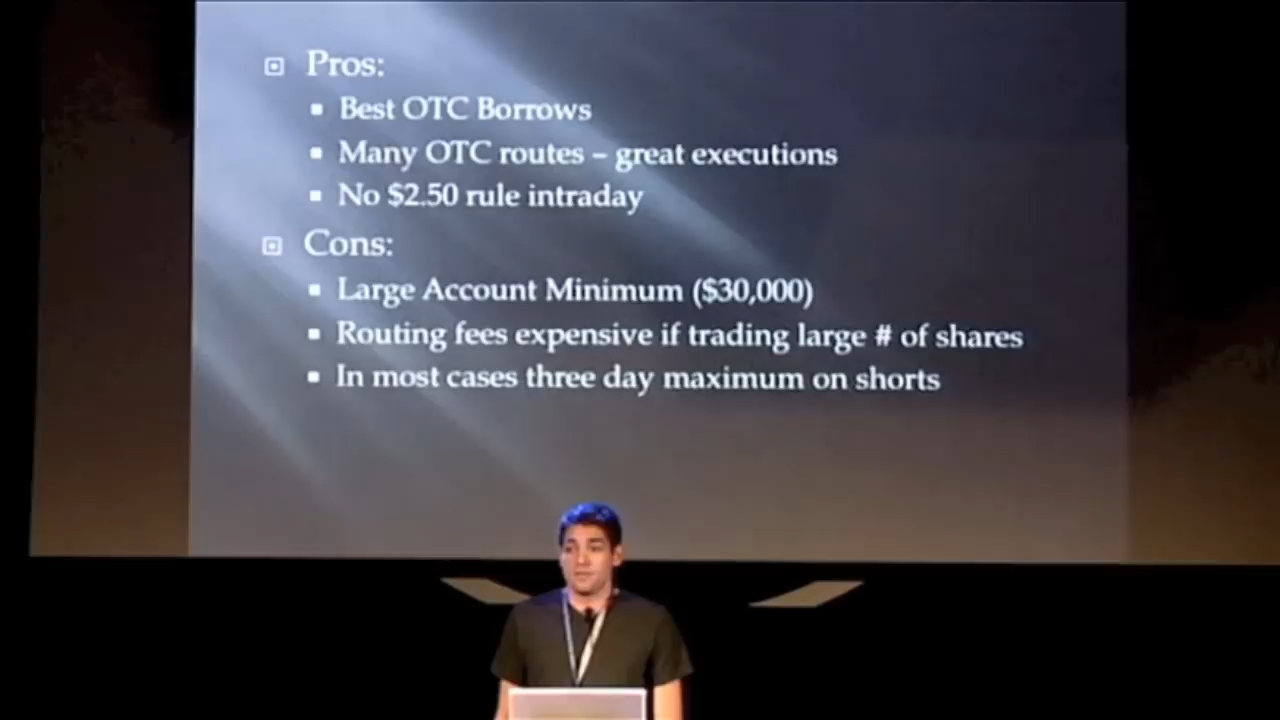 Pros:
Best OTC Borrows
Many OTC routes – great executions
No $2.50 rule intraday
Cons:
Large Account Minimum ($30,000)
Routing fees expensive if trading large # of shares
In most cases three day maximum on shorts